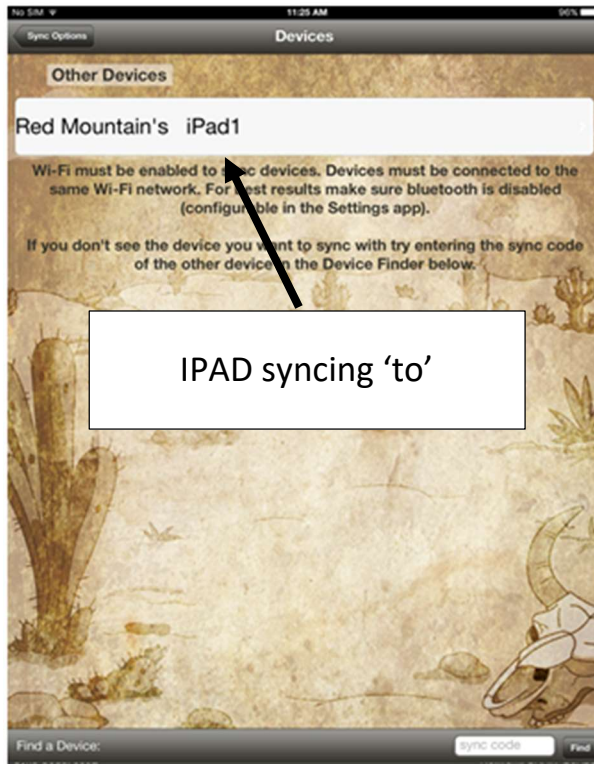 No SIM 11:25 AM 96%
Sync Options Devices
Other Devices
Red Mountain's iPad1
Wi-Fi must be enabled to sync devices. Devices must be connected to the
same Wi-Fi network. For best results make sure bluetooth is disabled
(configurable in the Settings app).
If you don't see the device you want to sync with try entering the sync code
of the other device in the Device Finder below.
IPAD syncing ‘to’
Find a Device: sync code Find